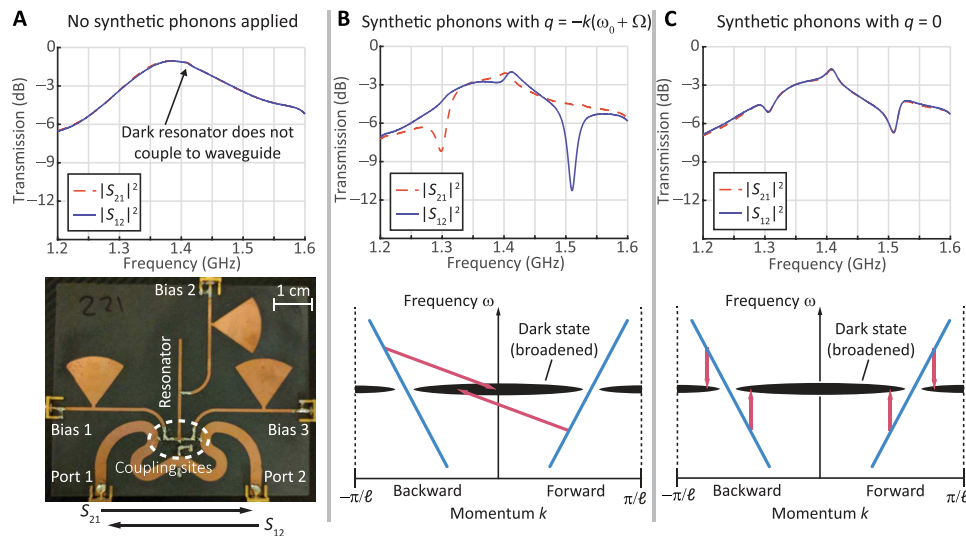 A No synthetic phonons applied
0
−3
−6
−9
−12
Transmission (dB)
Dark resonator does not
couple to waveguide
|S21|²
|S12|²
1.2 1.3 1.4 1.5 1.6
Frequency (GHz)
221
Bias 2
1 cm
Resonator
Bias 1
Bias 3
Coupling sites
Port 1
Port 2
S21
S12
B Synthetic phonons with q = −k(ω0 + Ω)
0
−3
−6
−9
−12
Transmission (dB)
|S21|²
|S12|²
1.2 1.3 1.4 1.5 1.6
Frequency (GHz)
Frequency ω
Dark state
(broadened)
−π/ℓ Backward Forward π/ℓ
Momentum k
C Synthetic phonons with q = 0
0
−3
−6
−9
−12
Transmission (dB)
|S21|²
|S12|²
1.2 1.3 1.4 1.5 1.6
Frequency (GHz)
Frequency ω
Dark state
(broadened)
−π/ℓ Backward Forward π/ℓ
Momentum k